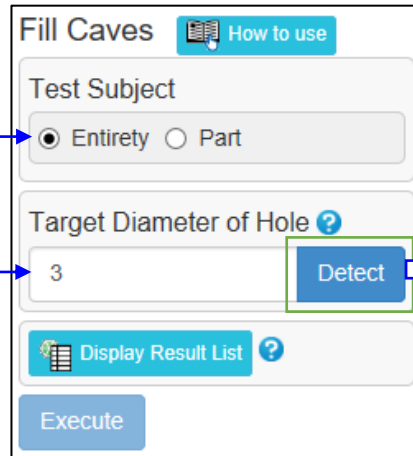 Fill Caves How to use
Test Subject
Entirety Part
Target Diameter of Hole ?
3 Detect
Display Result List ?
Execute